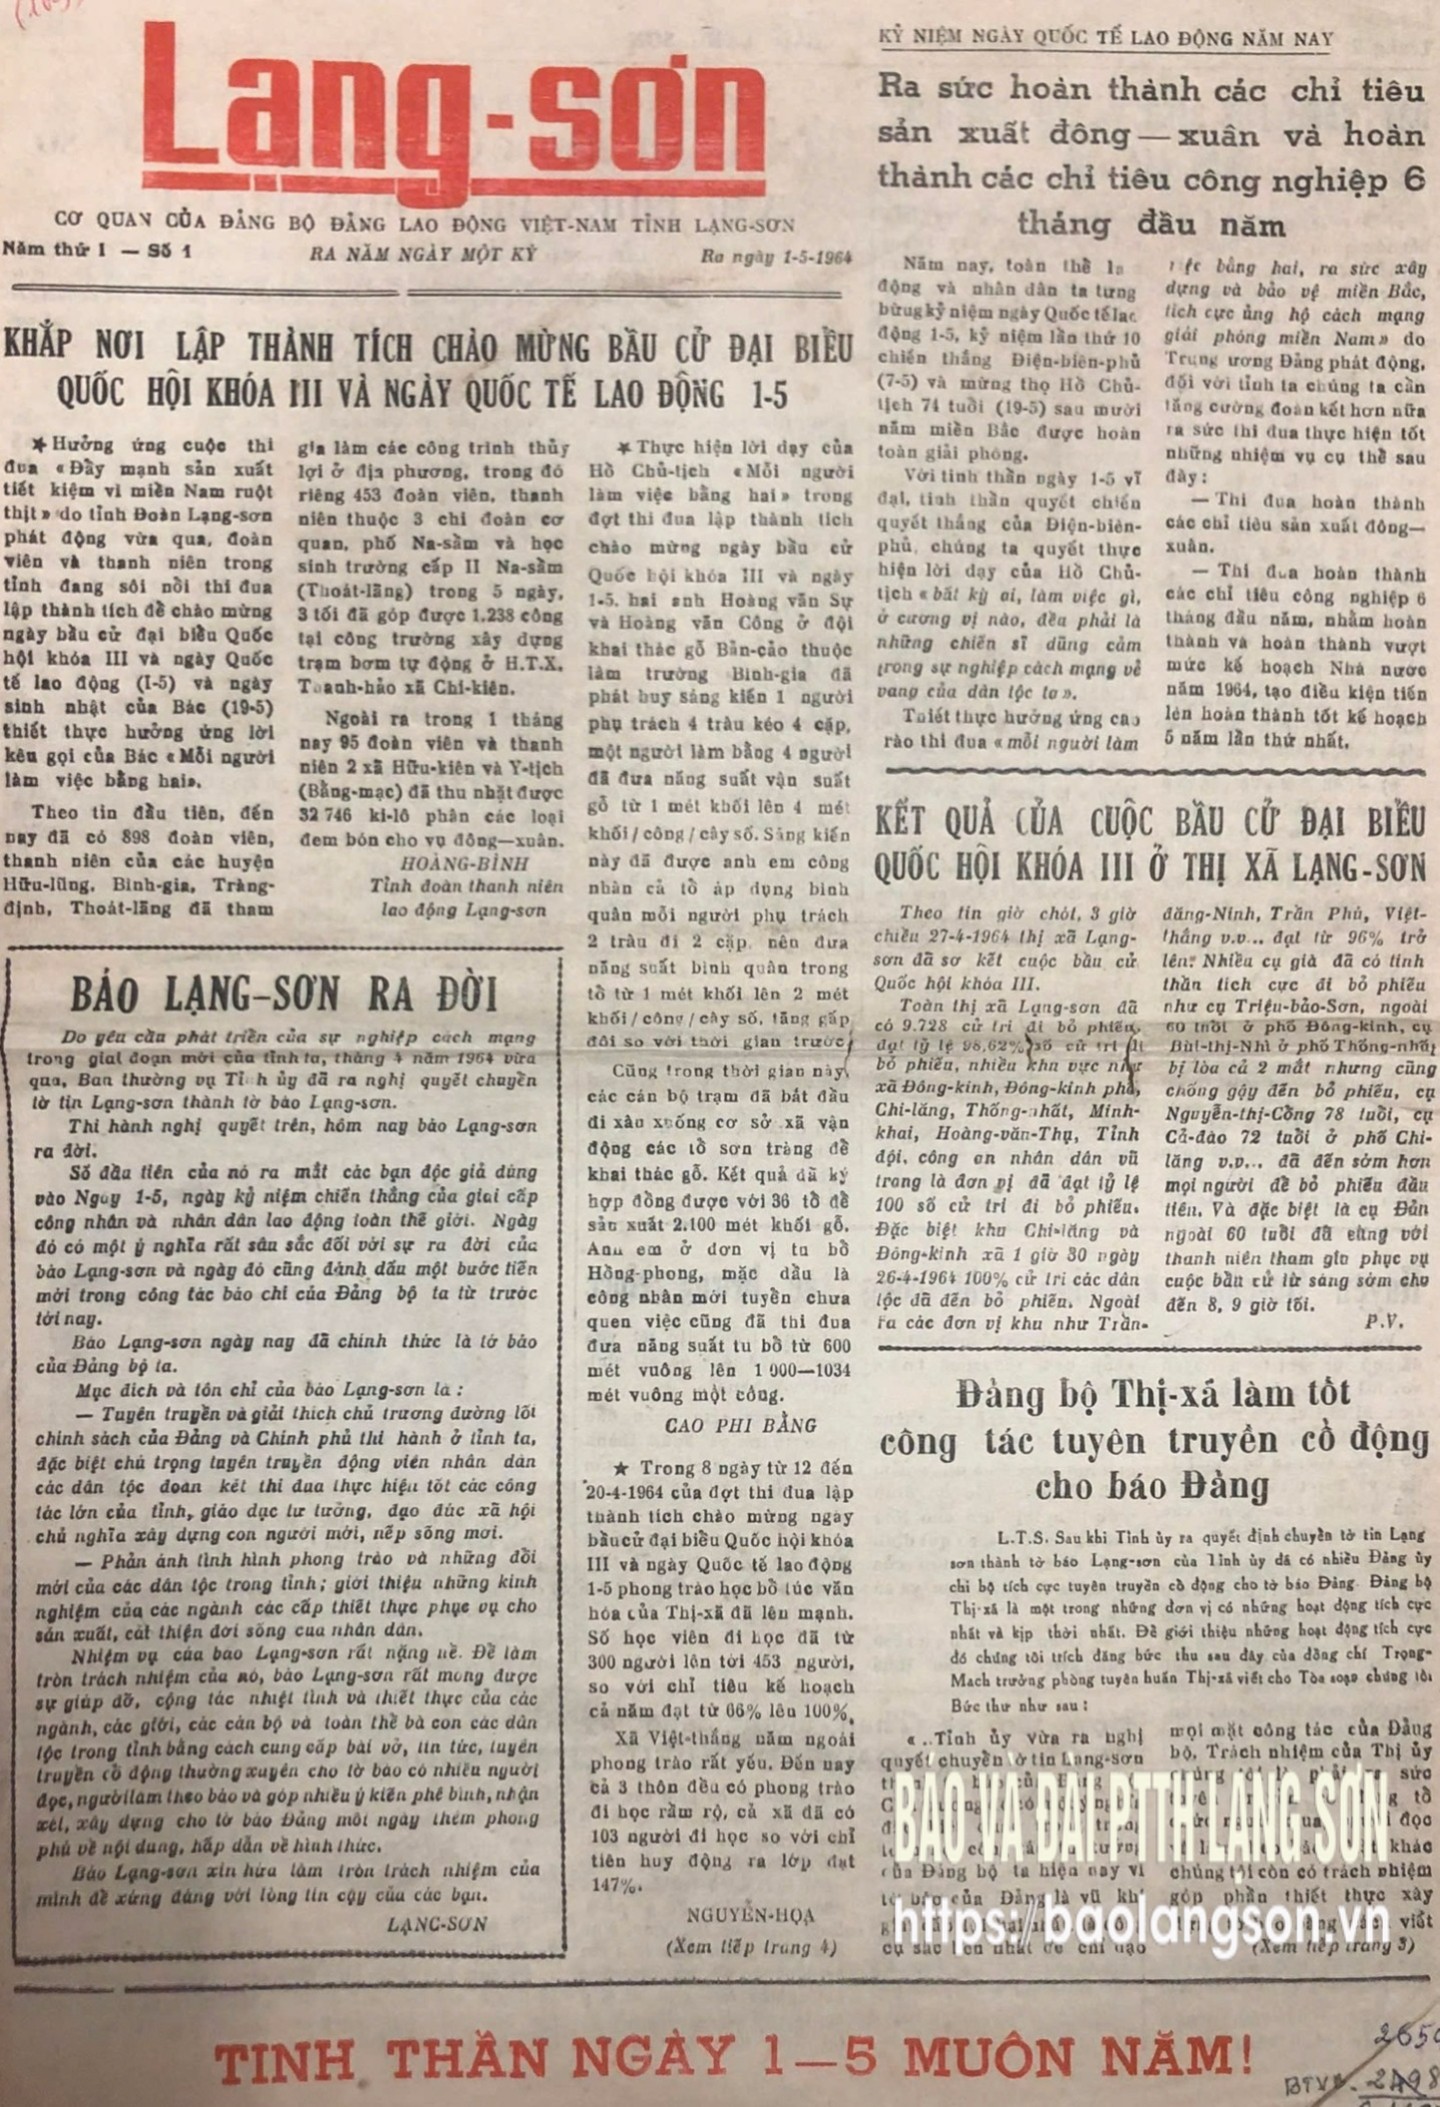 Lạng-sơn
CƠ QUAN CỦA ĐẢNG BỘ ĐẢNG LAO ĐỘNG VIỆT-NAM TỈNH LẠNG-SƠN
Năm thứ I — Số 1 RA NĂM NGÀY MỘT KỲ Ra ngày 1-5-1964
KHẮP NƠI LẬP THÀNH TÍCH CHÀO MỪNG BẦU CỬ ĐẠI BIỂU
QUỐC HỘI KHÓA III VÀ NGÀY QUỐC TẾ LAO ĐỘNG 1-5
★ Hưởng ứng cuộc thi
đua «Đẩy mạnh sản xuất
tiết kiệm vì miền Nam ruột
thịt» do tỉnh Đoàn Lạng-sơn
phát động vừa qua, đoàn
viên và thanh niên trong
tỉnh đang sôi nổi thi đua
lập thành tích để chào mừng
ngày bầu cử đại biểu Quốc
hội khóa III và ngày Quốc
tế lao động (1-5) và ngày
sinh nhật của Bác (19-5)
thiết thực hưởng ứng lời
kêu gọi của Bác «Mỗi người
làm việc bằng hai».
Theo tin đầu tiên, đến
nay đã có 898 đoàn viên,
thanh niên của các huyện
Hữu-lũng, Bình-gia, Tràng-
định, Thoát-lãng đã tham
gia làm các công trình thủy
lợi ở địa phương, trong đó
riêng 453 đoàn viên, thanh
niên thuộc 3 chi đoàn cơ
quan, phố Na-sầm và học
sinh trường cấp II Na-sầm
(Thoát-lãng) trong 5 ngày,
3 tối đã góp được 1.238 công
tại công trường xây dựng
trạm bơm tự động ở H.T.X.
Thanh-hảo xã Chi-kiên.
Ngoài ra trong 1 tháng
nay 95 đoàn viên và thanh
niên 2 xã Hữu-kiên và Y-tịch
(Bằng-mạc) đã thu nhặt được
32 746 ki-lô phân các loại
đem bón cho vụ đông—xuân.
HOÀNG-BÌNH
Tỉnh đoàn thanh niên
lao động Lạng-sơn
★ Thực hiện lời dạy của
Hồ Chủ-tịch «Mỗi người
làm việc bằng hai» trong
đợt thi đua lập thành tích
chào mừng ngày bầu cử
Quốc hội khóa III và ngày
1-5, hai anh Hoàng văn Sự
và Hoàng văn Công ở đội
khai thác gỗ Bản-cảo thuộc
lâm trường Bình-gia đã
phát huy sáng kiến 1 người
phụ trách 4 trâu kéo 4 cặp,
một người làm bằng 4 người
đã đưa năng suất vận suất
gỗ từ 1 mét khối lên 4 mét
khối/công/cây số. Sáng kiến
này đã được anh em công
nhân cả tổ áp dụng bình
quân mỗi người phụ trách
2 trâu đi 2 cặp, nên đưa
năng suất bình quân trong
tổ từ 1 mét khối lên 2 mét
khối/công/cây số, tăng gấp
đôi so với thời gian trước.
Cũng trong thời gian này,
các cán bộ trạm đã bắt đầu
đi xâu xuống cơ sở xã vận
động các tổ sơn tràng để
khai thác gỗ. Kết quả đã ký
hợp đồng được với 36 tổ để
sản xuất 2.100 mét khối gỗ.
Anh em ở đơn vị tu bổ
Hồng-phong, mặc dầu là
công nhân mới tuyển chưa
quen việc cũng đã thi đua
đưa năng suất tu bổ từ 600
mét vuông lên 1 000—1034
mét vuông một công.
CAO PHI BẰNG
★ Trong 8 ngày từ 12 đến
20-4-1964 của đợt thi đua lập
thành tích chào mừng ngày
bầu cử đại biểu Quốc hội khóa
III và ngày Quốc tế lao động
1-5 phong trào học bổ túc văn
hóa của Thị-xã đã lên mạnh.
Số học viên đi học đã từ
300 người lên tới 453 người,
so với chỉ tiêu kế hoạch
cả năm đạt từ 66% lên 100%.
Xã Việt-thắng năm ngoái
phong trào rất yếu. Đến nay
cả 3 thôn đều có phong trào
đi học rầm rộ, cả xã đã có
103 người đi học so với chỉ
tiêu huy động ra lớp đạt
147%.
NGUYỄN-HỌA
(Xem tiếp trang 4)
BÁO LẠNG-SƠN RA ĐỜI
Do yêu cầu phát triển của sự nghiệp cách mạng
trong giai đoạn mới của tỉnh ta, tháng 4 năm 1964 vừa
qua, Ban thường vụ Tỉnh ủy đã ra nghị quyết chuyển
tờ tin Lạng-sơn thành tờ báo Lạng-sơn.
Thi hành nghị quyết trên, hôm nay báo Lạng-sơn
ra đời.
Số đầu tiên của nó ra mắt các bạn độc giả đúng
vào Ngày 1-5, ngày kỷ niệm chiến thắng của giai cấp
công nhân và nhân dân lao động toàn thế giới. Ngày
đó có một ý nghĩa rất sâu sắc đối với sự ra đời của
báo Lạng-sơn và ngày đó cũng đánh dấu một bước tiến
mới trong công tác báo chí của Đảng bộ ta từ trước
tới nay.
Báo Lạng-sơn ngày nay đã chính thức là tờ báo
của Đảng bộ ta.
Mục đích và tôn chỉ của báo Lạng-sơn là :
— Tuyên truyền và giải thích chủ trương đường lối
chính sách của Đảng và Chính phủ thi hành ở tỉnh ta,
đặc biệt chú trọng tuyên truyền động viên nhân dân
các dân tộc đoàn kết thi đua thực hiện tốt các công
tác lớn của tỉnh, giáo dục tư tưởng, đạo đức xã hội
chủ nghĩa xây dựng con người mới, nếp sống mới.
— Phản ánh tình hình phong trào và những đổi
mới của các dân tộc trong tỉnh; giới thiệu những kinh
nghiệm của các ngành các cấp thiết thực phục vụ cho
sản xuất, cải thiện đời sống của nhân dân.
Nhiệm vụ của báo Lạng-sơn rất nặng nề. Để làm
tròn trách nhiệm của nó, báo Lạng-sơn rất mong được
sự giúp đỡ, cộng tác nhiệt tình và thiết thực của các
ngành, các giới, các cán bộ và toàn thể bà con các dân
tộc trong tỉnh bằng cách cung cấp bài vở, tin tức, tuyên
truyền cổ động thường xuyên cho tờ báo có nhiều người
đọc, người làm theo báo và góp nhiều ý kiến phê bình, nhận
xét, xây dựng cho tờ báo Đảng mỗi ngày thêm phong
phú về nội dung, hấp dẫn về hình thức.
Báo Lạng-sơn xin hứa làm tròn trách nhiệm của
mình để xứng đáng với lòng tin cậy của các bạn.
LẠNG-SƠN
KỶ NIỆM NGÀY QUỐC TẾ LAO ĐỘNG NĂM NAY
Ra sức hoàn thành các chỉ tiêu
sản xuất đông—xuân và hoàn
thành các chỉ tiêu công nghiệp 6
tháng đầu năm
Năm nay, toàn thể
động và nhân dân ta tưng
bừng kỷ niệm ngày Quốc tế lao
động 1-5, kỷ niệm lần thứ 10
chiến thắng Điện-biên-phủ
(7-5) và mừng thọ Hồ Chủ-
tịch 74 tuổi (19-5) sau mười
năm miền Bắc được hoàn
toàn giải phóng.
Với tinh thần ngày 1-5 vĩ
đại, tinh thần quyết chiến
quyết thắng của Điện-biên-
phủ, chúng ta quyết thực
hiện lời dạy của Hồ Chủ-
tịch «bất kỳ ai, làm việc gì,
ở cương vị nào, đều phải là
những chiến sĩ dũng cảm
trong sự nghiệp cách mạng vẻ
vang của dân tộc ta».
Thiết thực hưởng ứng cao
rào thi đua «mỗi người làm
việc bằng hai, ra sức xây
dựng và bảo vệ miền Bắc,
tích cực ủng hộ cách mạng
giải phóng miền Nam» do
Trung ương Đảng phát động,
đối với tỉnh ta chúng ta cần
tăng cường đoàn kết hơn nữa
ra sức thi đua thực hiện tốt
những nhiệm vụ cụ thể sau
đây:
— Thi đua hoàn thành
các chỉ tiêu sản xuất đông—
xuân.
— Thi đua hoàn thành
các chỉ tiêu công nghiệp 6
tháng đầu năm, nhằm hoàn
thành và hoàn thành vượt
mức kế hoạch Nhà nước
năm 1964, tạo điều kiện tiến
lên hoàn thành tốt kế hoạch
5 năm lần thứ nhất.
KẾT QUẢ CỦA CUỘC BẦU CỬ ĐẠI BIỂU
QUỐC HỘI KHÓA III Ở THỊ XÃ LẠNG-SƠN
Theo tin giờ chót, 3 giờ
chiều 27-4-1964 thị xã Lạng-
sơn đã sơ kết cuộc bầu cử
Quốc hội khóa III.
Toàn thị xã Lạng-sơn đã
có 9.728 cử tri đi bỏ phiếu,
đạt tỷ lệ 98,62% số cử tri đi
bỏ phiếu, nhiều khu vực như
xã Đông-kinh, Đông-kinh phố,
Chi-lăng, Thống-nhất, Minh-
khai, Hoàng-văn-Thụ, Tỉnh
đội, công an nhân dân vũ
trang là đơn vị đã đạt tỷ lệ
100 số cử tri đi bỏ phiếu.
Đặc biệt khu Chi-lăng và
Đông-kinh xã 1 giờ 30 ngày
26-4-1964 100% cử tri các dân
tộc đã đến bỏ phiếu. Ngoài
ra các đơn vị khu như Trần-
đăng-Ninh, Trần Phú, Việt-
thắng v.v... đạt từ 96% trở
lên. Nhiều cụ già đã có tinh
thần tích cực đi bỏ phiếu
như cụ Triệu-bảo-Sơn, ngoài
60 tuổi ở phố Đông-kinh, cụ
Bùi-thị-Nhì ở phố Thống-nhất,
bị lòa cả 2 mắt nhưng cũng
chống gậy đến bỏ phiếu, cụ
Nguyễn-thị-Cồng 78 tuổi, cụ
Cả-đào 72 tuổi ở phố Chi-
lăng v.v... đã đến sớm hơn
mọi người để bỏ phiếu đầu
tiên. Và đặc biệt là cụ Đản
ngoài 60 tuổi đã cùng với
thanh niên tham gia phục vụ
cuộc bầu cử từ sáng sớm cho
đến 8, 9 giờ tối.
P.V.
Đảng bộ Thị-xã làm tốt
công tác tuyên truyền cổ động
cho báo Đảng
L.T.S. Sau khi Tỉnh ủy ra quyết định chuyển tờ tin Lạng
sơn thành tờ báo Lạng-sơn của tỉnh ủy đã có nhiều Đảng ủy
chi bộ tích cực tuyên truyền cổ động cho tờ báo Đảng. Đảng bộ
Thị-xã là một trong những đơn vị có những hoạt động tích cực
nhất và kịp thời nhất. Để giới thiệu những hoạt động tích cực
đó chúng tôi trích đăng bức thư sau đây của đồng chí Trọng-
Mạch trưởng phòng tuyên huấn Thị-xã viết cho Tòa soạn chúng tôi
Bức thư như sau :
«...Tỉnh ủy vừa ra nghị
quyết chuyển tờ tin Lạng-sơn
của Đảng bộ ta hiện nay vì
tờ báo của Đảng là vũ khí
mọi mặt công tác của Đảng
bộ. Trách nhiệm của Thị ủy
chúng tôi còn có trách nhiệm
góp phần thiết thực xây
(Xem tiếp trang 3)
BÁO VÀ ĐÀI PTTH LẠNG SƠN
https://baolangson.vn
TINH THẦN NGÀY 1—5 MUÔN NĂM!
2650
BTV